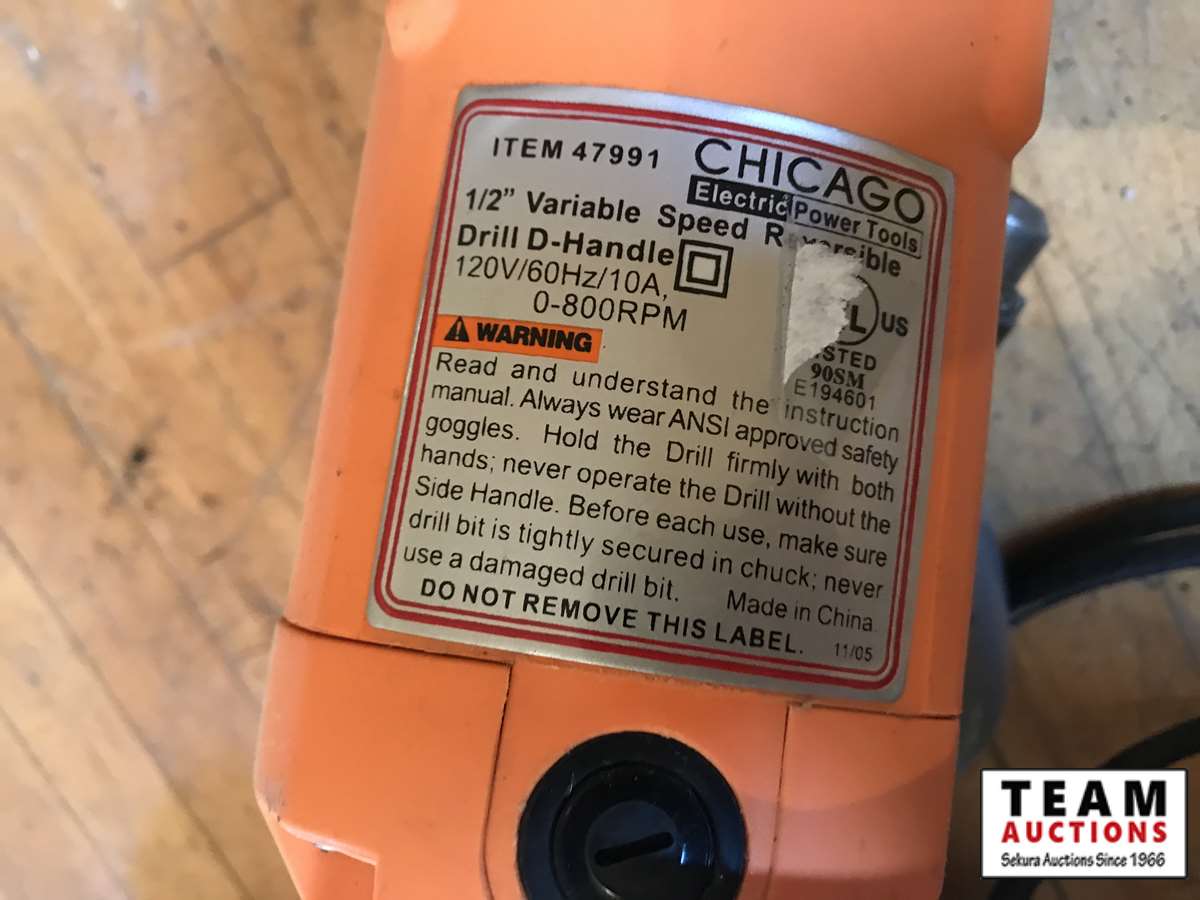 ITEM 47991
CHICAGO
Electric Power Tools
1/2" Variable Speed Reversible
Drill D-Handle
120V/60Hz/10A,
0-800RPM
L US
LISTED
90SM
E194601
WARNING
Read and understand the instruction
manual. Always wear ANSI approved safety
goggles. Hold the Drill firmly with both
hands; never operate the Drill without the
Side Handle. Before each use, make sure
drill bit is tightly secured in chuck; never
use a damaged drill bit. Made in China.
DO NOT REMOVE THIS LABEL. 11/05
TEAM
AUCTIONS
Sekura Auctions Since 1966